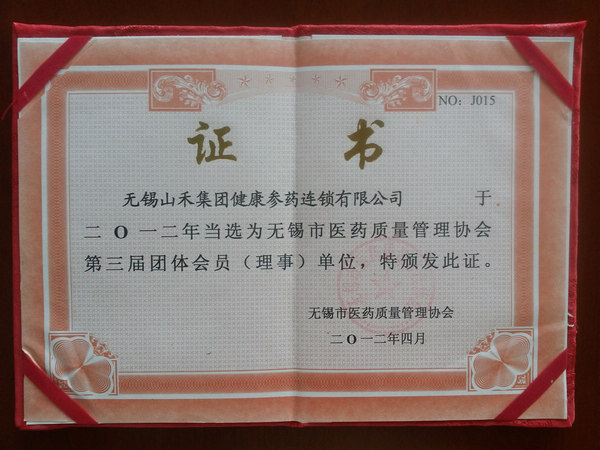 NO: J015
证 书
无锡山禾集团健康参药连锁有限公司 于
二O一二年当选为无锡市医药质量管理协会
第三届团体会员（理事）单位，特颁发此证。
无锡市医药质量管理协会
二O一二年四月